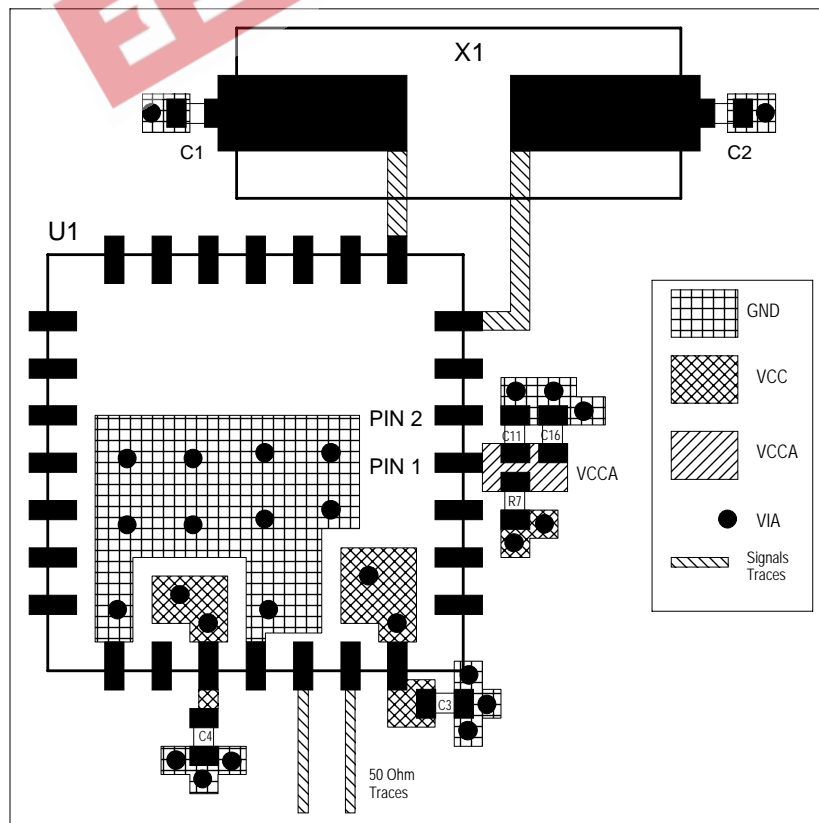 X1
C1
C2
U1
GND
VCC
PIN 2
C11
C16
PIN 1
VCCA
VCCA
R7
VIA
Signals
Traces
C3
C4
50 Ohm
Traces